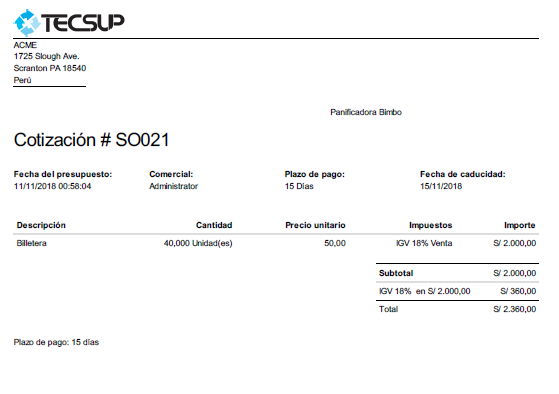 TECSUP
ACME
1725 Slough Ave.
Scranton PA 18540
Perú
Panificadora Bimbo
Cotización # SO021
Fecha del presupuesto: Comercial: Plazo de pago: Fecha de caducidad:
11/11/2018 00:58:04 Administrator 15 Días 15/11/2018
Descripción Cantidad Precio unitario Impuestos Importe
Billetera 40,000 Unidad(es) 50,00 IGV 18% Venta S/ 2.000,00
Subtotal S/ 2.000,00
IGV 18% en S/ 2.000,00 S/ 360,00
Total S/ 2.360,00
Plazo de pago: 15 días